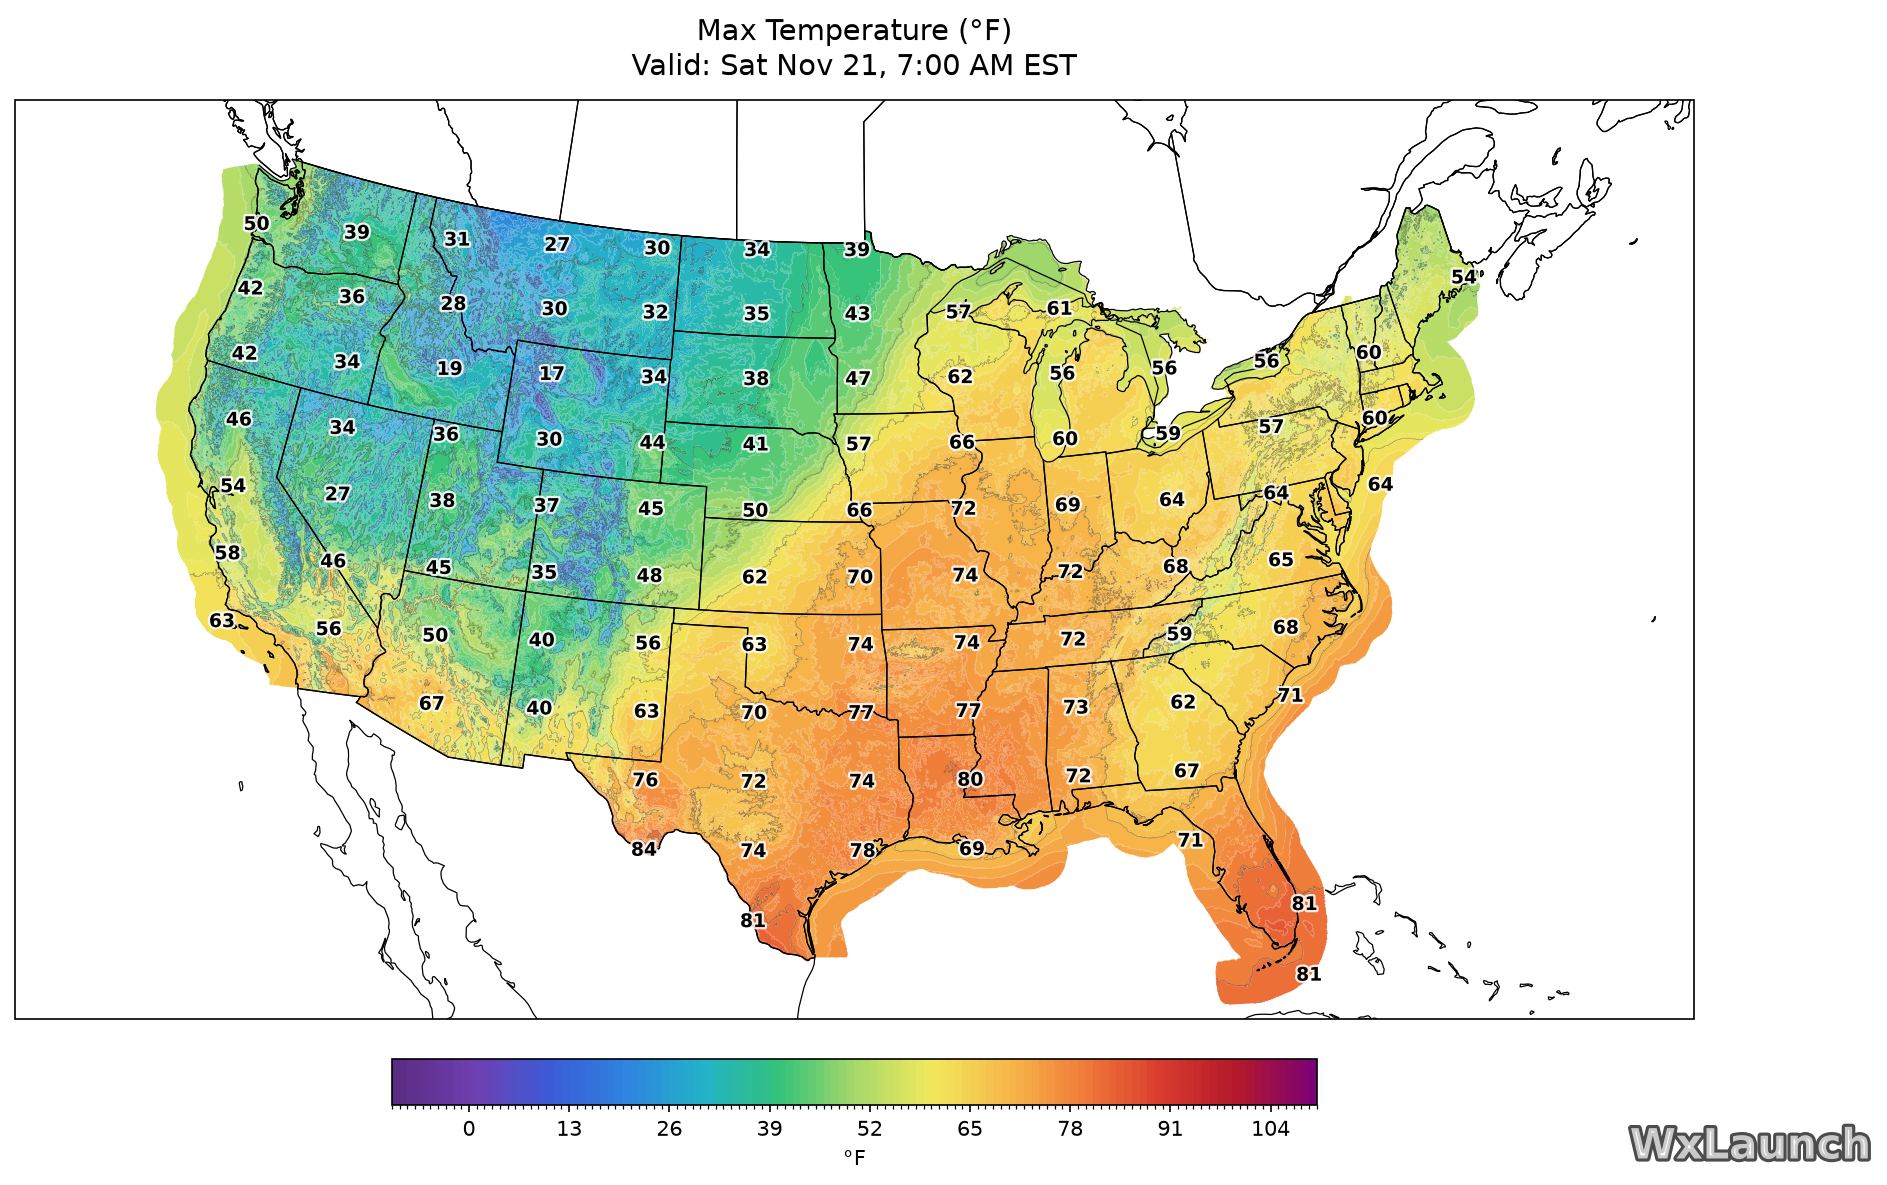 Max Temperature (°F)
Valid: Sat Nov 21, 7:00 AM EST
50 39 31 27 30 34 39
54
42 36 28 30 32 35 43 57 61
42 34 19 17 34 38 47 62 56 56 56 60
46 34 36 30 44 41 57 66 60 59 57 60
54 27 38 37 45 50 66 72 69 64 64 64
58 46 45 35 48 62 70 74 72 68 65
63 56 50 40 56 63 74 74 72 59 68
67 40 63 70 77 77 73 62 71
76 72 74 80 72 67
84 74 78 69 71
81 81
81
0 13 26 39 52 65 78 91 104
°F
WxLaunch